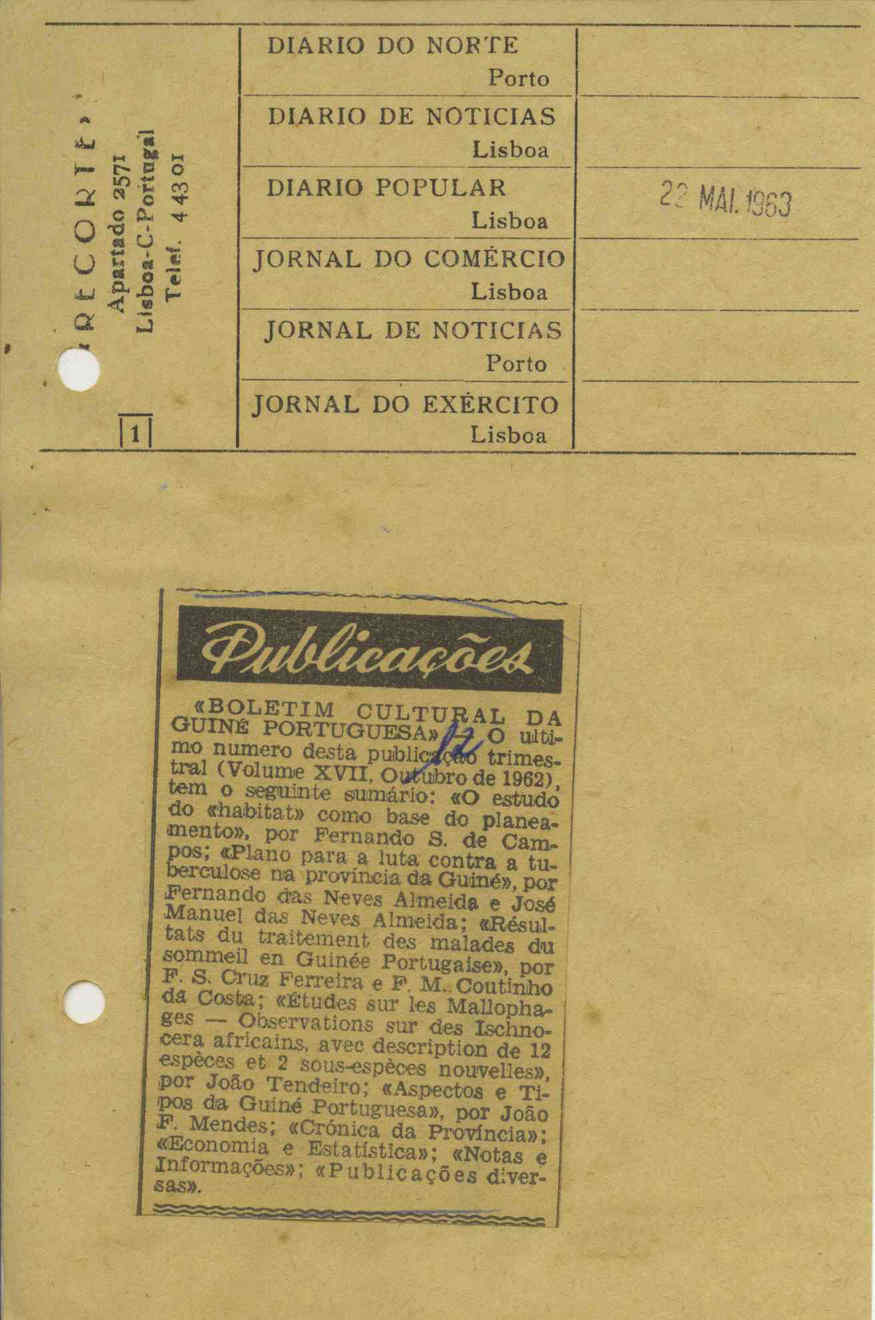 «RECORTE»
Apartado 2571
Lisboa-C-Portugal
Telef. 4 43 01
1
DIARIO DO NORTE
Porto
DIARIO DE NOTICIAS
Lisboa
DIARIO POPULAR
Lisboa
22 MAI. 1963
JORNAL DO COMÉRCIO
Lisboa
JORNAL DE NOTICIAS
Porto
JORNAL DO EXÉRCITO
Lisboa
Publicações
«BOLETIM CULTURAL DA
GUINÉ PORTUGUESA» — O ulti-
mo numero desta publicação trimes-
tral (Volume XVII, Outubro de 1962),
tem o seguinte sumário: «O estudo
do «habitat» como base do planea-
mento», por Fernando S. de Cam-
pos; «Plano para a luta contra a tu-
berculose na provincia da Guiné», por
Fernando das Neves Almeida e José
Manuel das Neves Almeida; «Résul-
tats du traitement des malades du
sommeil en Guinée Portugaise», por
F. S. Cruz Ferreira e F. M. Coutinho
da Costa; «Études sur les Mallopha-
ges — Observations sur des Ischno-
cera africains, avec description de 12
espèces et 2 sous-espèces nouvelles»,
por João Tendeiro; «Aspectos e Ti-
pos da Guiné Portuguesa», por João
F. Mendes; «Crónica da Província»;
«Economia e Estatística»; «Notas e
Informações»; «Publicações diver-
sas».